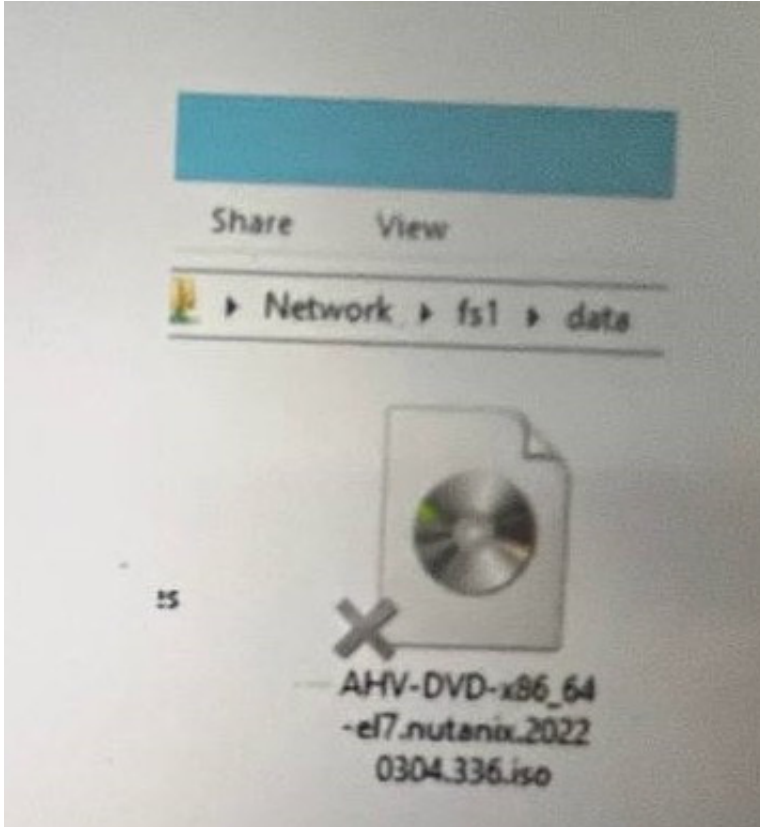 Share View
Network fs1 data
AHV-DVD-x86_64
-el7.nutanix.2022
0304.336.iso